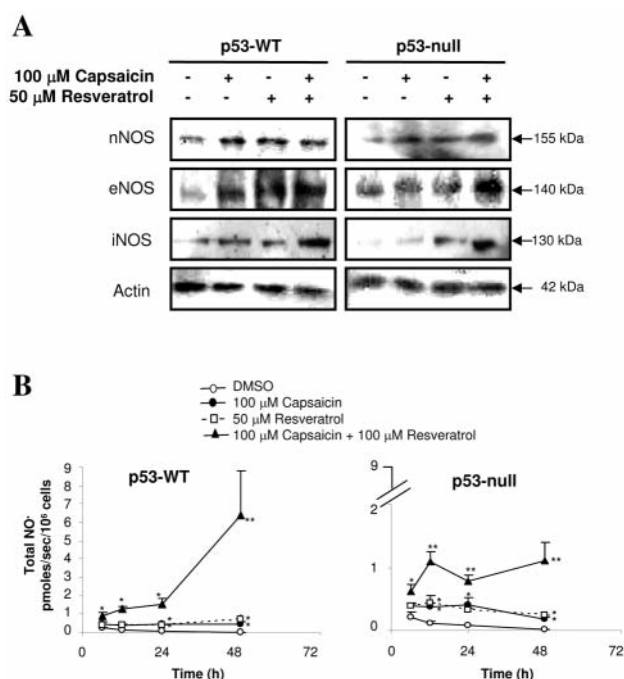 A
p53-WT p53-null
100 μM Capsaicin - + - + - + - +
50 μM Resveratrol - - + + - - + +
nNOS 155 kDa
eNOS 140 kDa
iNOS 130 kDa
Actin 42 kDa
B
DMSO
100 μM Capsaicin
50 μM Resveratrol
100 μM Capsaicin + 100 μM Resveratrol
p53-WT
Total NO·
pmoles/sec/10⁶ cells
9
8
7
6
5
4
3
2
1
0
* * * **
* *
* *
0 24 48 72
Time (h)
p53-null
9
2
1
0
* ** ** **
* * *
* *
0 24 48 72
Time (h)